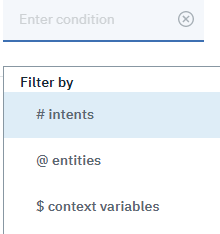 Enter condition
Filter by
# intents
@ entities
$ context variables